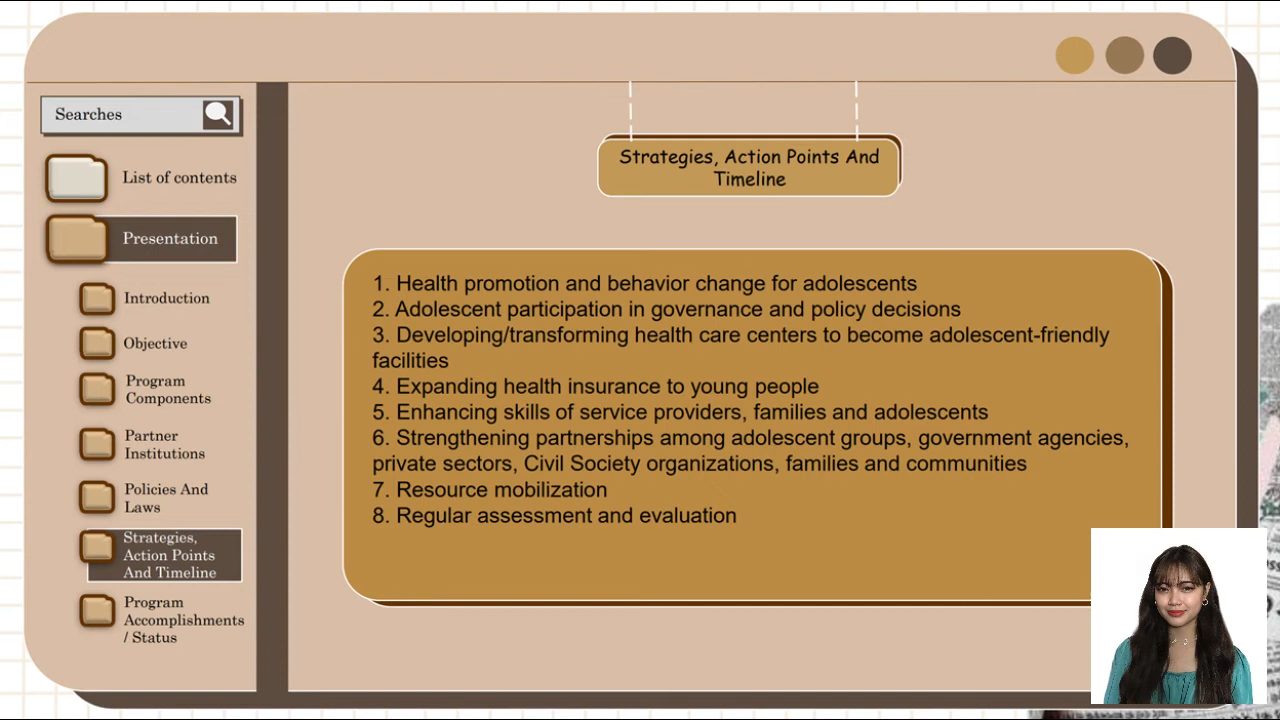 Searches
List of contents
Presentation
Introduction
Objective
Program
Components
Partner
Institutions
Policies And
Laws
Strategies,
Action Points
And Timeline
Program
Accomplishments
/ Status
Strategies, Action Points And
Timeline
1. Health promotion and behavior change for adolescents
2. Adolescent participation in governance and policy decisions
3. Developing/transforming health care centers to become adolescent-friendly
facilities
4. Expanding health insurance to young people
5. Enhancing skills of service providers, families and adolescents
6. Strengthening partnerships among adolescent groups, government agencies,
private sectors, Civil Society organizations, families and communities
7. Resource mobilization
8. Regular assessment and evaluation